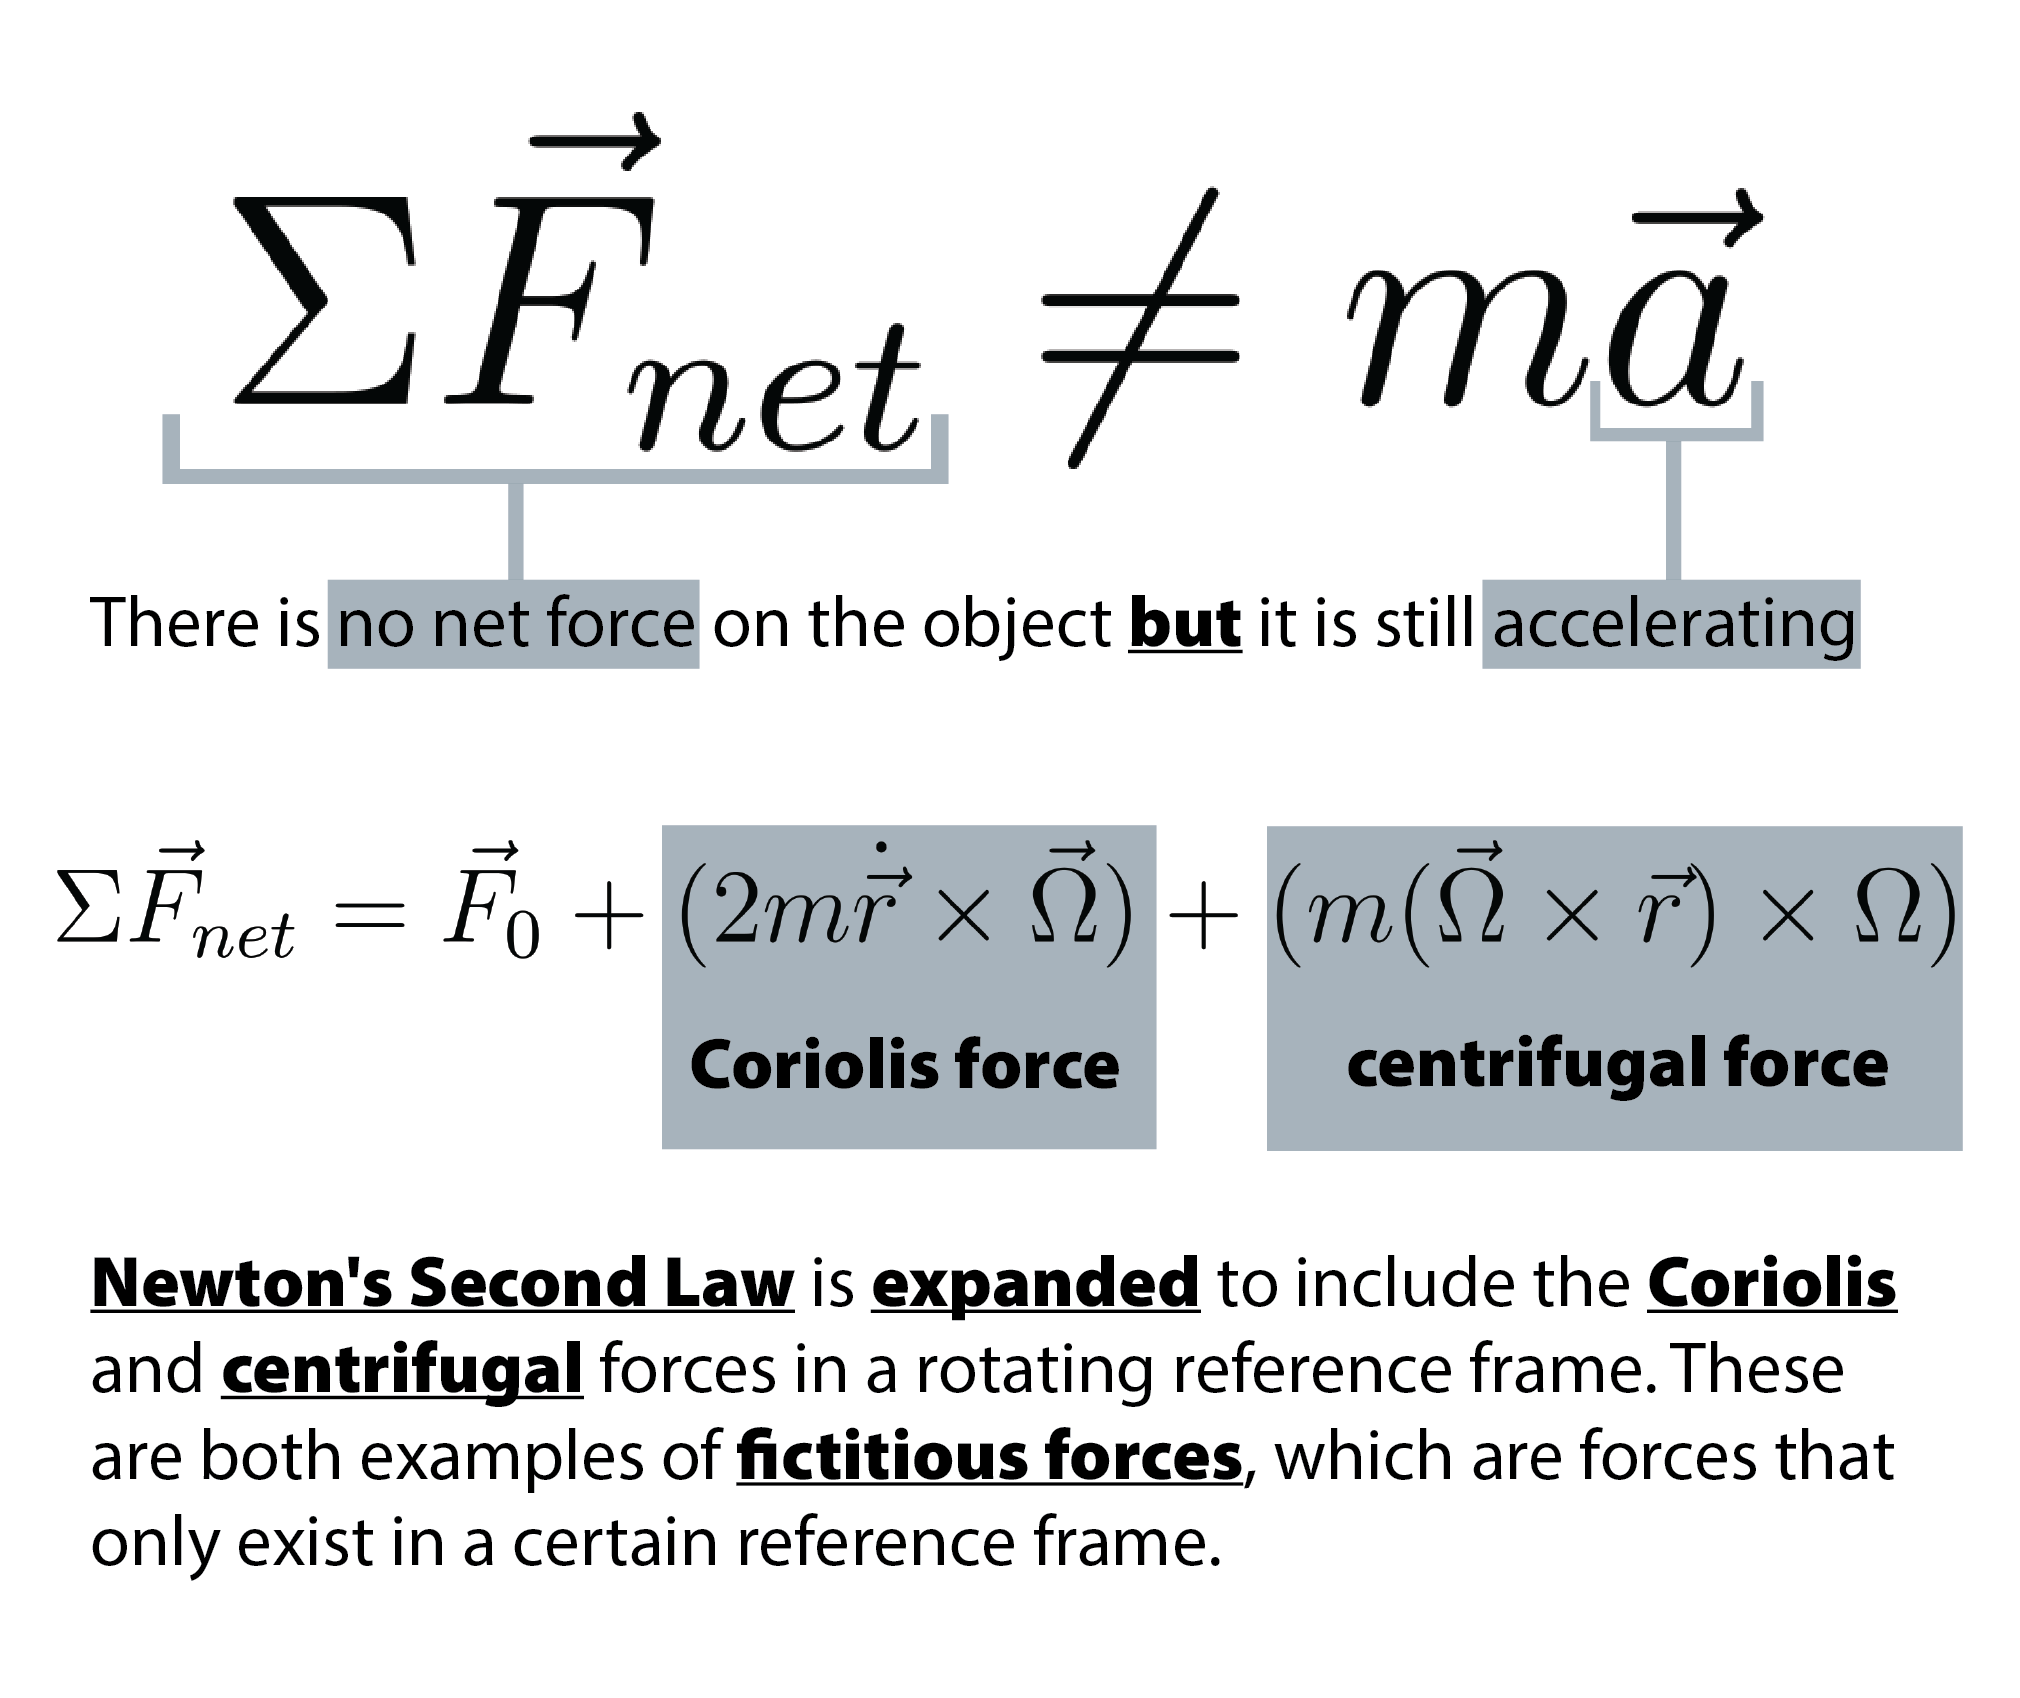 ΣF⃗net ≠ ma⃗
There is no net force on the object but it is still accelerating
ΣF⃗net = F⃗0 + (2mṙ⃗ × Ω⃗) + (m(Ω⃗ × r⃗) × Ω)
Coriolis force centrifugal force
Newton's Second Law is expanded to include the Coriolis
and centrifugal forces in a rotating reference frame. These
are both examples of fictitious forces, which are forces that
only exist in a certain reference frame.